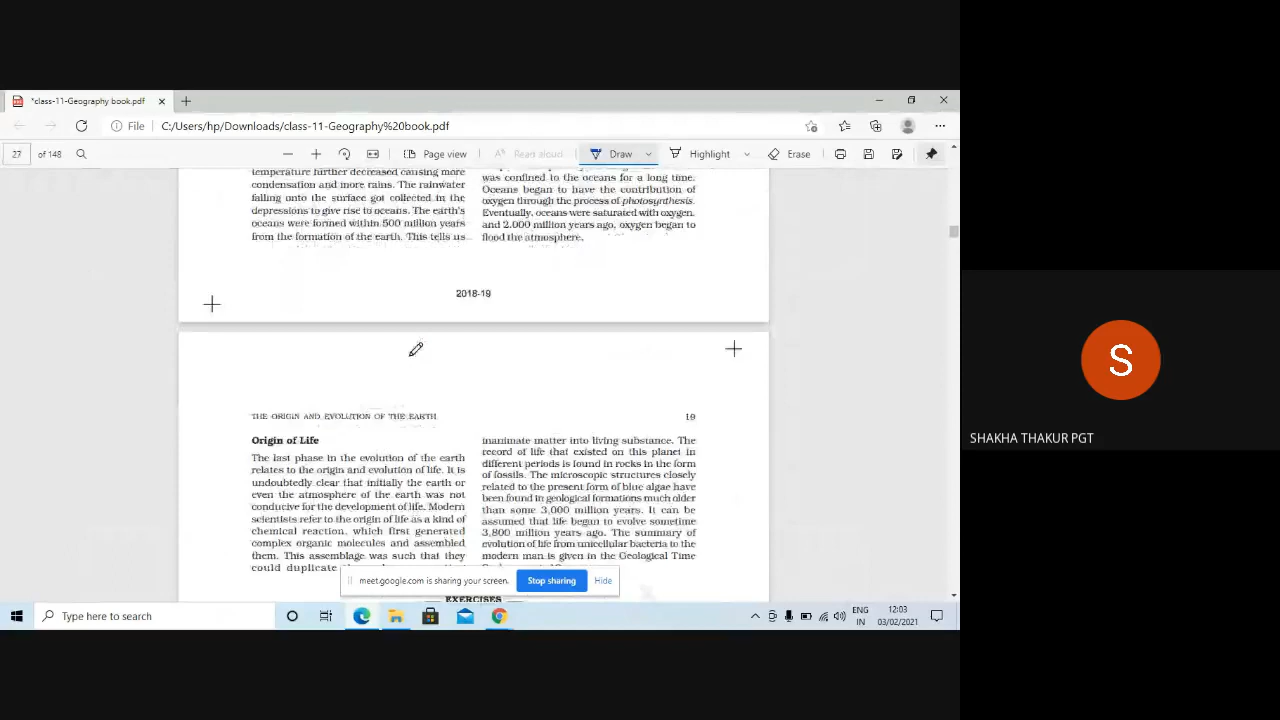 *class-11-Geography book.pdf
File
C:/Users/hp/Downloads/class-11-Geography%20book.pdf
27 of 148
Page view
Read aloud
Draw
Highlight
Erase
temperature further decreased causing more
condensation and more rains. The rainwater
falling onto the surface got collected in the
depressions to give rise to oceans. The earth's
oceans were formed within 500 million years
from the formation of the earth. This tells us
was confined to the oceans for a long time.
Oceans began to have the contribution of
oxygen through the process of photosynthesis.
Eventually, oceans were saturated with oxygen,
and 2,000 million years ago, oxygen began to
flood the atmosphere.
2018-19
THE ORIGIN AND EVOLUTION OF THE EARTH
19
Origin of Life
The last phase in the evolution of the earth
relates to the origin and evolution of life. It is
undoubtedly clear that initially the earth or
even the atmosphere of the earth was not
conducive for the development of life. Modern
scientists refer to the origin of life as a kind of
chemical reaction, which first generated
complex organic molecules and assembled
them. This assemblage was such that they
could duplicate
inanimate matter into living substance. The
record of life that existed on this planet in
different periods is found in rocks in the form
of fossils. The microscopic structures closely
related to the present form of blue algae have
been found in geological formations much older
than some 3,000 million years. It can be
assumed that life began to evolve sometime
3,800 million years ago. The summary of
evolution of life from unicellular bacteria to the
modern man is given in the Geological Time
EXERCISES
meet.google.com is sharing your screen.
Stop sharing
Hide
Type here to search
ENG
IN
12:03
03/02/2021
S
SHAKHA THAKUR PGT